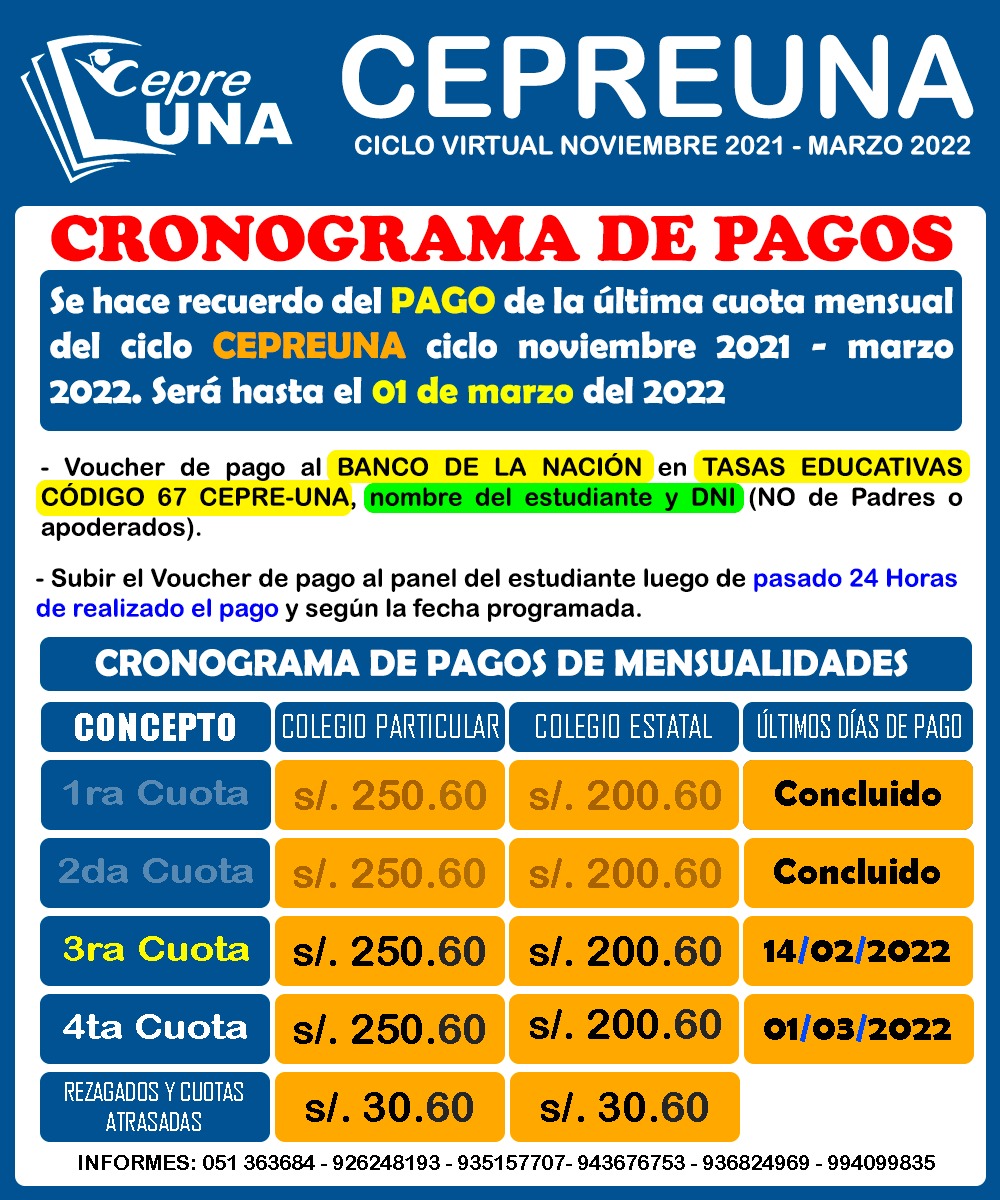 Cepre
UNA
CEPREUNA
CICLO VIRTUAL NOVIEMBRE 2021 - MARZO 2022
CRONOGRAMA DE PAGOS
Se hace recuerdo del PAGO de la última cuota mensual
del ciclo CEPREUNA ciclo noviembre 2021 - marzo
2022. Será hasta el 01 de marzo del 2022
- Voucher de pago al BANCO DE LA NACIÓN en TASAS EDUCATIVAS
CÓDIGO 67 CEPRE-UNA, nombre del estudiante y DNI (NO de Padres o
apoderados).
- Subir el Voucher de pago al panel del estudiante luego de pasado 24 Horas
de realizado el pago y según la fecha programada.
CRONOGRAMA DE PAGOS DE MENSUALIDADES
CONCEPTO COLEGIO PARTICULAR COLEGIO ESTATAL ÚLTIMOS DÍAS DE PAGO
1ra Cuota s/. 250.60 s/. 200.60 Concluido
2da Cuota s/. 250.60 s/. 200.60 Concluido
3ra Cuota s/. 250.60 s/. 200.60 14/02/2022
4ta Cuota s/. 250.60 s/. 200.60 01/03/2022
REZAGADOS Y CUOTAS
ATRASADAS s/. 30.60 s/. 30.60
INFORMES: 051 363684 - 926248193 - 935157707- 943676753 - 936824969 - 994099835